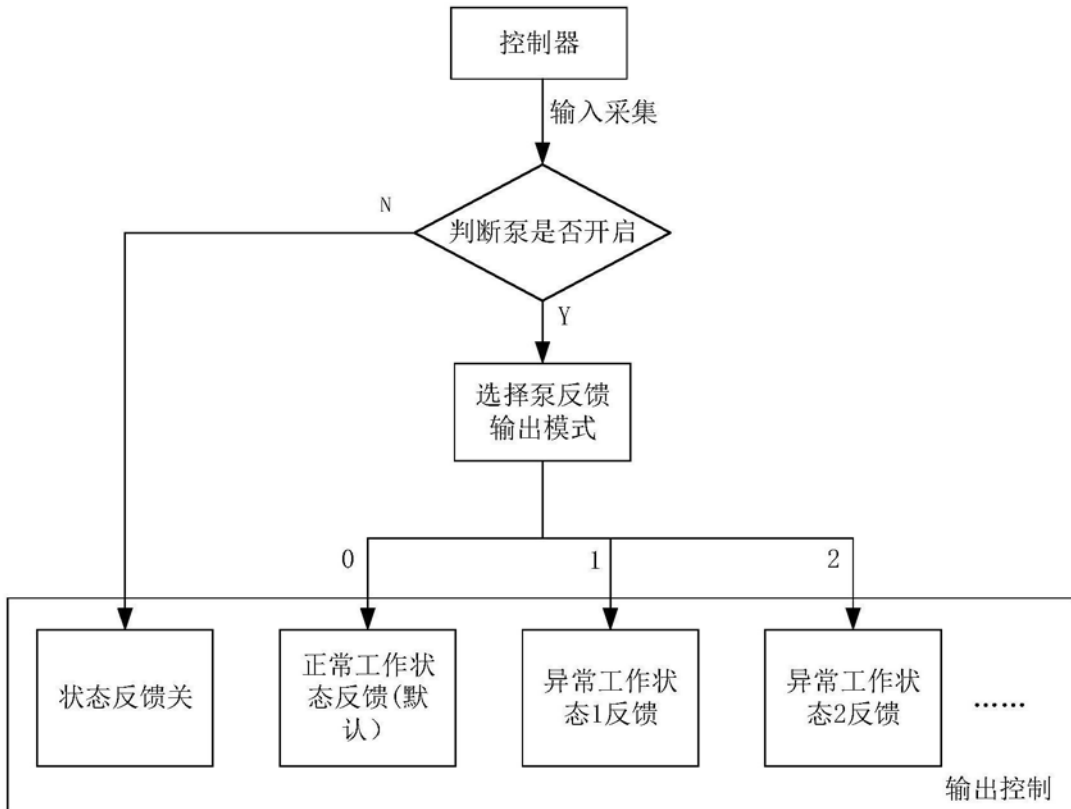 控制器
输入采集
N
判断泵是否开启
Y
选择泵反馈
输出模式
0
1
2
状态反馈关
正常工作状
态反馈(默
认）
异常工作状
态1反馈
异常工作状
态2反馈
……
输出控制